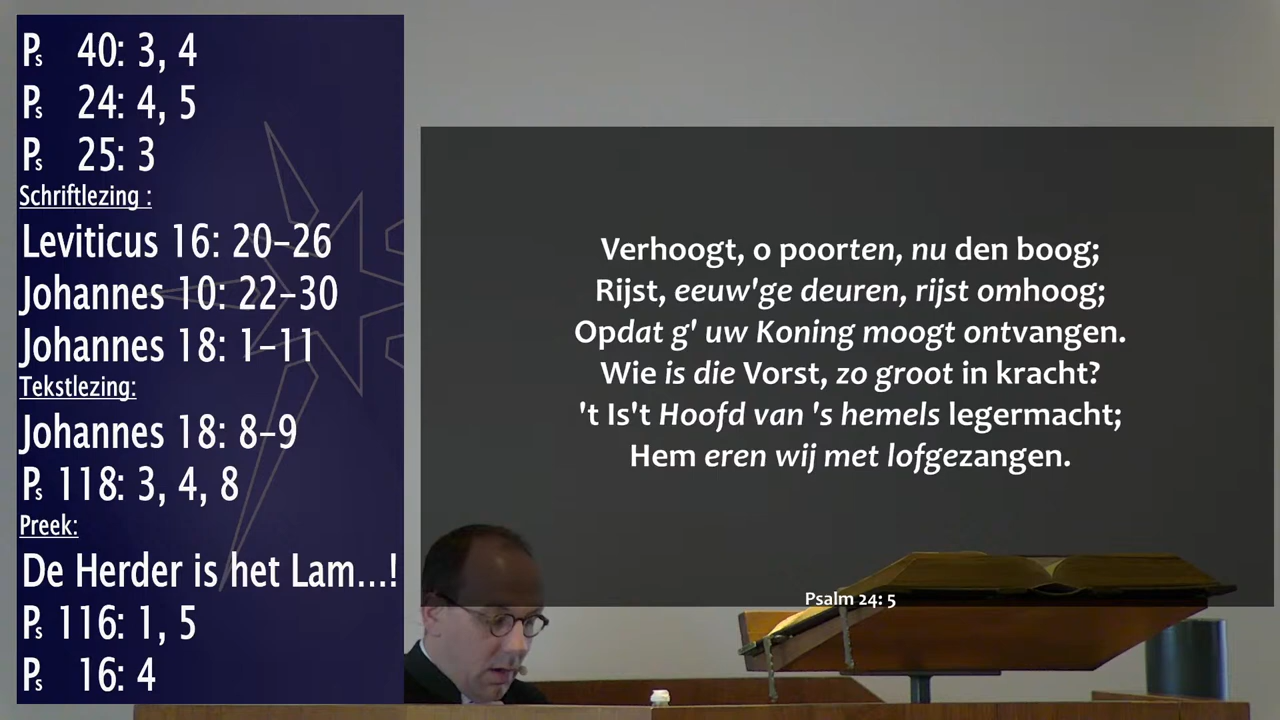 Ps 40: 3, 4
Ps 24: 4, 5
Ps 25: 3
Schriftlezing :
Leviticus 16: 20–26
Johannes 10: 22–30
Johannes 18: 1–11
Tekstlezing:
Johannes 18: 8–9
Ps 118: 3, 4, 8
Preek:
De Herder is het Lam...!
Ps 116: 1, 5
Ps 16: 4
Verhoogt, o poorten, nu den boog;
Rijst, eeuw'ge deuren, rijst omhoog;
Opdat g' uw Koning moogt ontvangen.
Wie is die Vorst, zo groot in kracht?
't Is't Hoofd van 's hemels legermacht;
Hem eren wij met lofgezangen.
Psalm 24: 5